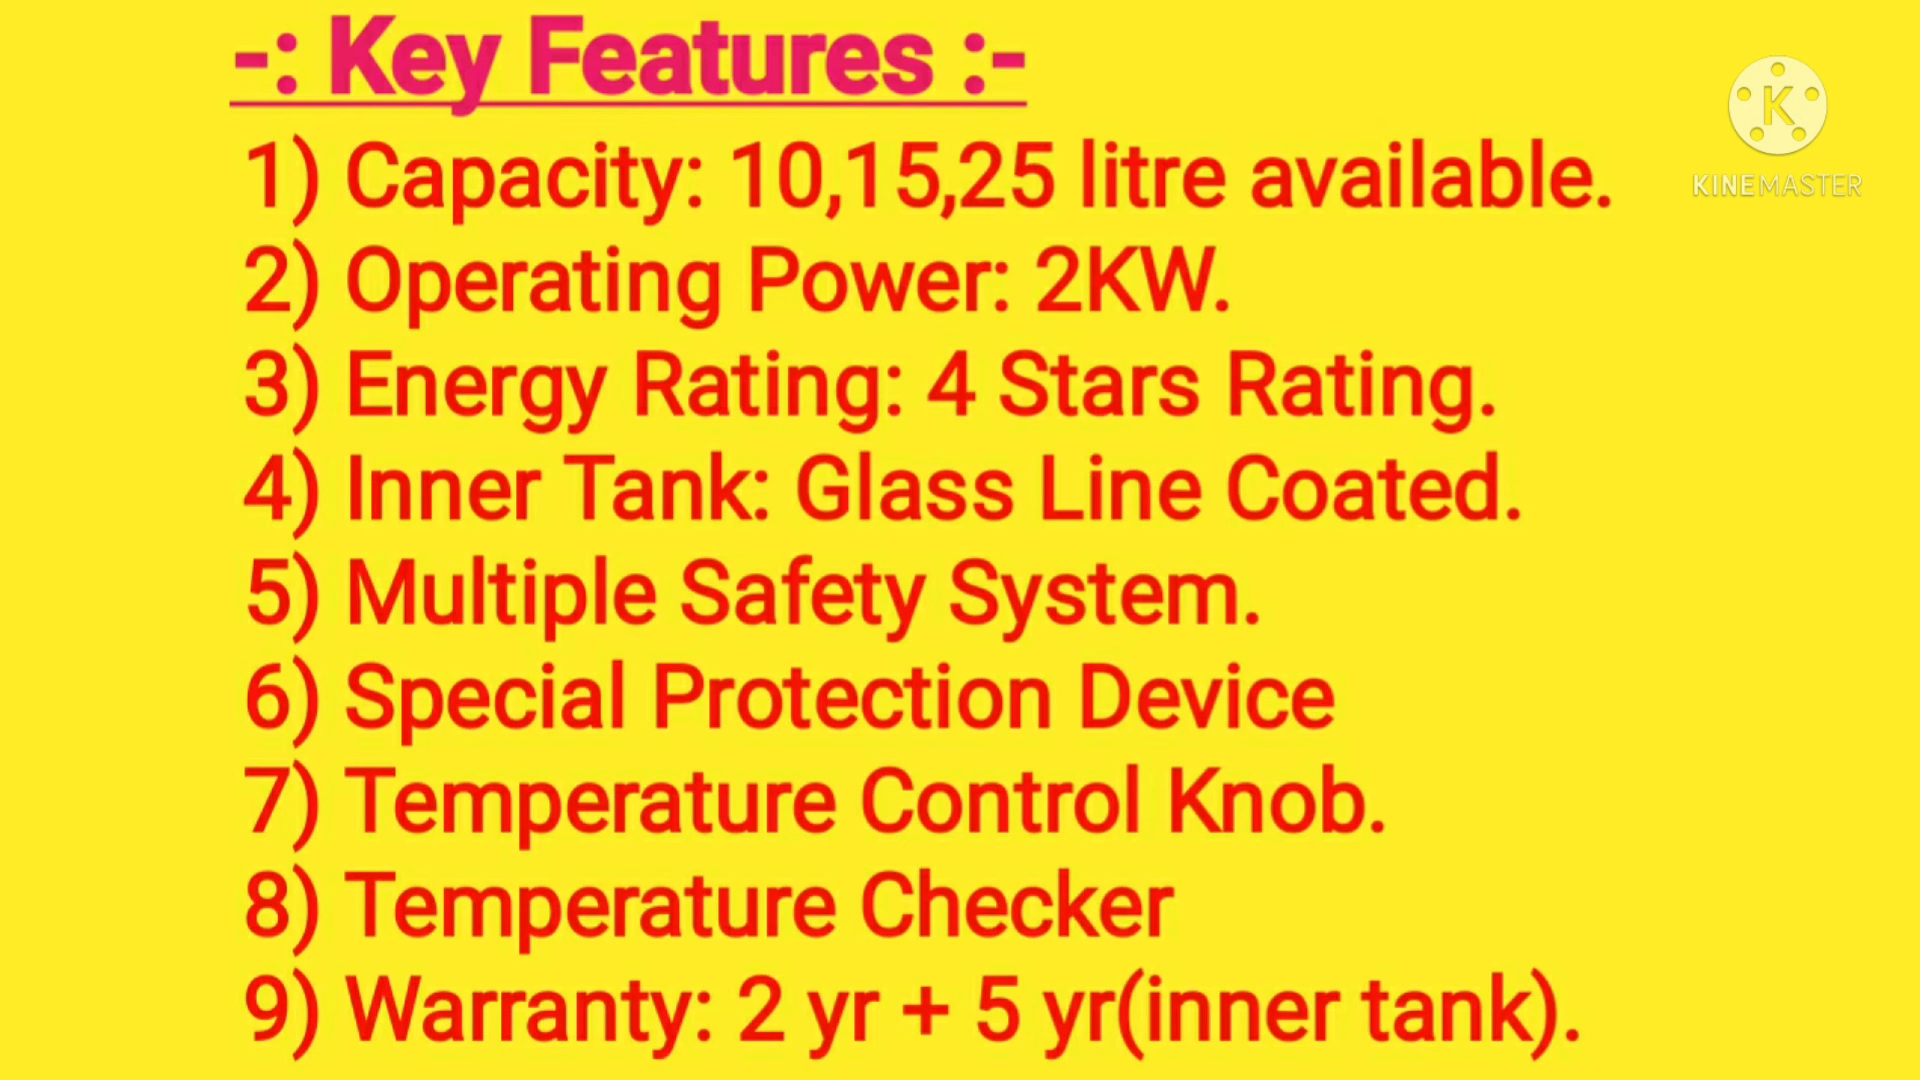 -: Key Features :-
1) Capacity: 10,15,25 litre available.
2) Operating Power: 2KW.
3) Energy Rating: 4 Stars Rating.
4) Inner Tank: Glass Line Coated.
5) Multiple Safety System.
6) Special Protection Device
7) Temperature Control Knob.
8) Temperature Checker
9) Warranty: 2 yr + 5 yr(inner tank).
K
KINEMASTER